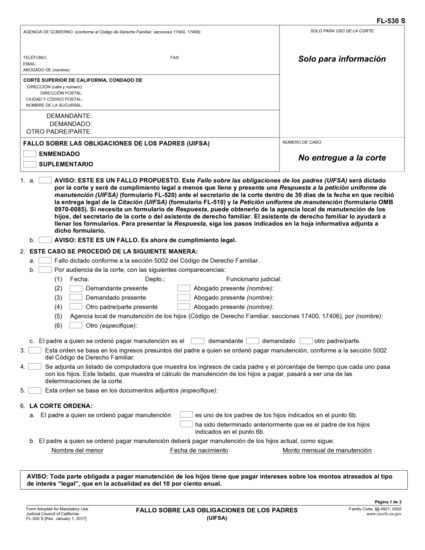 FL-530 S
AGENCIA DE GOBIERNO (conforme al Código de Derecho Familiar, secciones 17400, 17406):
SÓLO PARA USO DE LA CORTE
TELÉFONO: FAX:
EMAIL:
ABOGADO DE (nombre):
Solo para información
CORTE SUPERIOR DE CALIFORNIA, CONDADO DE
DIRECCIÓN (calle y número):
DIRECCIÓN POSTAL:
CIUDAD Y CÓDIGO POSTAL:
NOMBRE DE LA SUCURSAL:
DEMANDANTE:
DEMANDADO:
OTRO PADRE/PARTE:
FALLO SOBRE LAS OBLIGACIONES DE LOS PADRES (UIFSA)
ENMENDADO
SUPLEMENTARIO
NÚMERO DE CASO:
No entregue a la corte
1. a. AVISO: ESTE ES UN FALLO PROPUESTO. Este Fallo sobre las obligaciones de los padres (UIFSA) será dictado
por la corte y será de cumplimiento legal a menos que llene y presente una Respuesta a la petición uniforme de
manutención (UIFSA) (formulario FL-520) ante el secretario de la corte dentro de 30 días de la fecha en que recibió
la entrega legal de la Citación (UIFSA) (formulario FL-510) y la Petición uniforme de manutención (formulario OMB
0970-0085). Si necesita un formulario de Respuesta, puede obtenerlo de la agencia local de manutención de los
hijos, del secretario de la corte o del asistente de derecho familiar. El asistente de derecho familiar lo ayudará a
llenar los formularios. Para presentar la Respuesta, siga los pasos indicados en la hoja informativa adjunta a
dicho formulario.
b. AVISO: ESTE ES UN FALLO. Es ahora de cumplimiento legal.
2. ESTE CASO SE PROCEDIÓ DE LA SIGUIENTE MANERA:
a. Fallo dictado conforme a la sección 5002 del Código de Derecho Familiar.
b. Por audiencia de la corte, con las siguientes comparecencias:
(1) Fecha: Depto.: Funcionario judicial:
(2) Demandante presente Abogado presente (nombre):
(3) Demandado presente Abogado presente (nombre):
(4) Otro padre/parte presente Abogado presente (nombre):
(5) Agencia local de manutención de los hijos (Código de Derecho Familiar, secciones 17400, 17406), por (nombre):
(6) Otro (especifique):
c. El padre a quien se ordenó pagar manutención es el demandante demandado otro padre/parte.
3. Esta orden se basa en los ingresos presuntos del padre a quien se ordenó pagar manutención, conforme a la sección 5002
del Código de Derecho Familiar.
4. Se adjunta un listado de computadora que muestra los ingresos de cada padre y el porcentaje de tiempo que cada uno pasa
con los hijos. Este listado, que muestra el cálculo de manutención de los hijos a pagar, pasará a ser una de las
determinaciones de la corte.
5. Esta orden se basa en los documentos adjuntos (especifique):
6. LA CORTE ORDENA:
a. El padre a quien se ordenó pagar manutención es uno de los padres de los hijos indicados en el punto 6b.
ha sido determinado anteriormente que es el padre de los hijos
indicados en el punto 6b.
b. El padre a quien se ordenó pagar manutención deberá pagar manutención de los hijos actual, como sigue:
Nombre del menor Fecha de nacimiento Monto mensual de manutención
AVISO: Toda parte obligada a pagar manutención de los hijos tiene que pagar intereses sobre los montos atrasados al tipo
de interés "legal", que en la actualidad es del 10 por ciento anual.
Página 1 de 3
Form Adopted for Mandatory Use
Judicial Council of California
FL-530 S [Rev. January 1, 2017]
FALLO SOBRE SOBRE LAS OBLIGACIONES DE LOS PADRES
(UIFSA)
Family Code, §§ 4921, 5002
www.courts.ca.gov